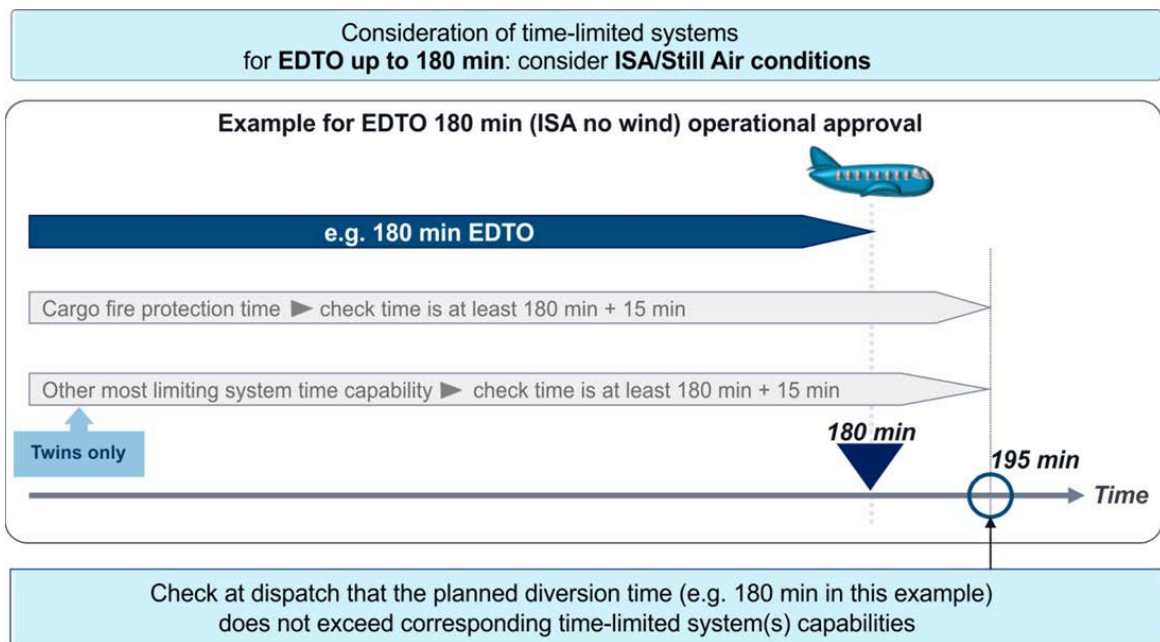 Consideration of time-limited systems
for EDTO up to 180 min: consider ISA/Still Air conditions
Example for EDTO 180 min (ISA no wind) operational approval
e.g. 180 min EDTO
Cargo fire protection time ► check time is at least 180 min + 15 min
Other most limiting system time capability ► check time is at least 180 min + 15 min
Twins only
180 min
195 min
Time
Check at dispatch that the planned diversion time (e.g. 180 min in this example)
does not exceed corresponding time-limited system(s) capabilities